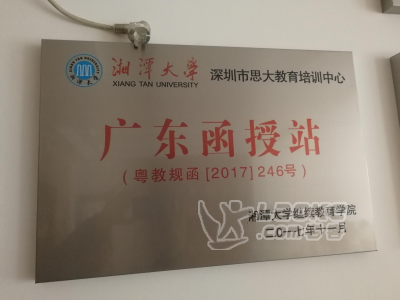 湘潭大学 深圳市思大教育培训中心
XIANG TAN UNIVERSITY
广东函授站
(粤教规函 [2017] 246号)
湘潭大学继续教育学院
二〇一七年十一月